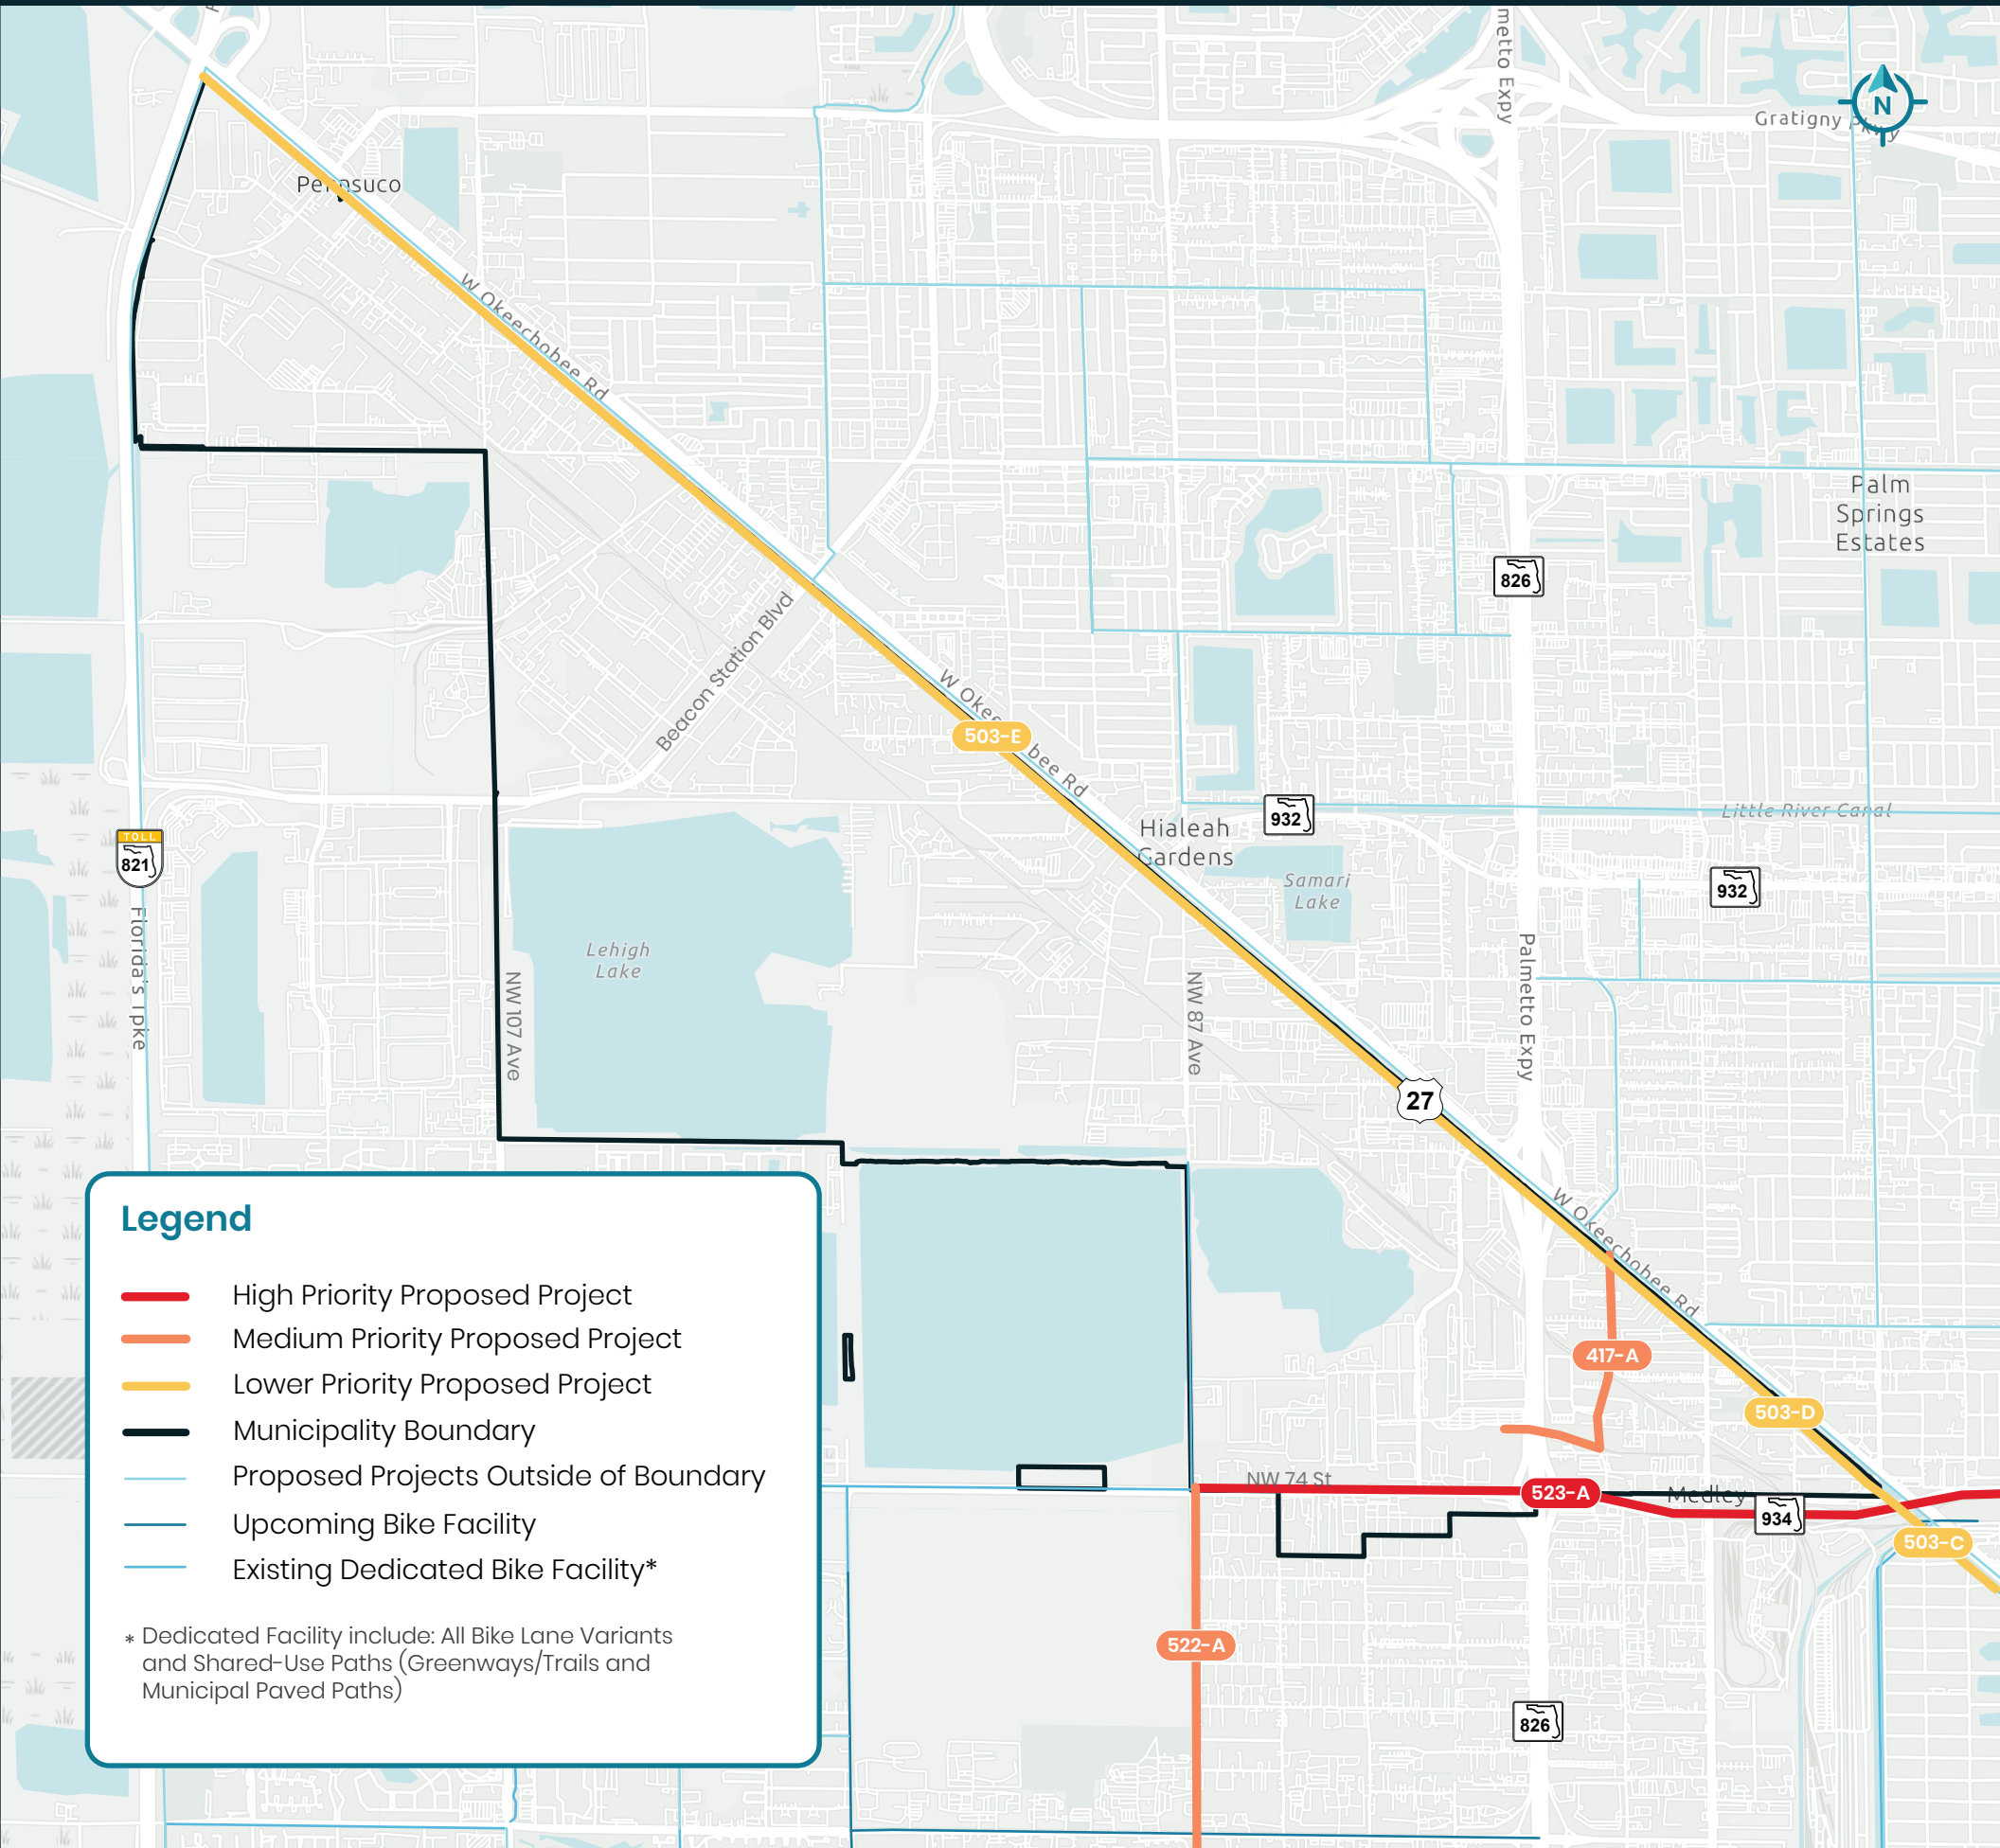 metto Expy
N
Gratigny Pkwy
Pennsuco
W Okeechobee Rd
Palm
Springs
Estates
826
Beacon Station Blvd
W Okee
bee Rd
503-E
Hialeah
Gardens
932
Little River Canal
Samari
Lake
932
TOLL
821
Florida's Tpke
Lehigh
Lake
NW 107 Ave
NW 87 Ave
Palmetto Expy
27
W Okeechobee Rd
417-A
503-D
NW 74 St
523-A
Medley
934
503-C
522-A
826
Legend
High Priority Proposed Project
Medium Priority Proposed Project
Lower Priority Proposed Project
Municipality Boundary
Proposed Projects Outside of Boundary
Upcoming Bike Facility
Existing Dedicated Bike Facility*
* Dedicated Facility include: All Bike Lane Variants
and Shared-Use Paths (Greenways/Trails and
Municipal Paved Paths)